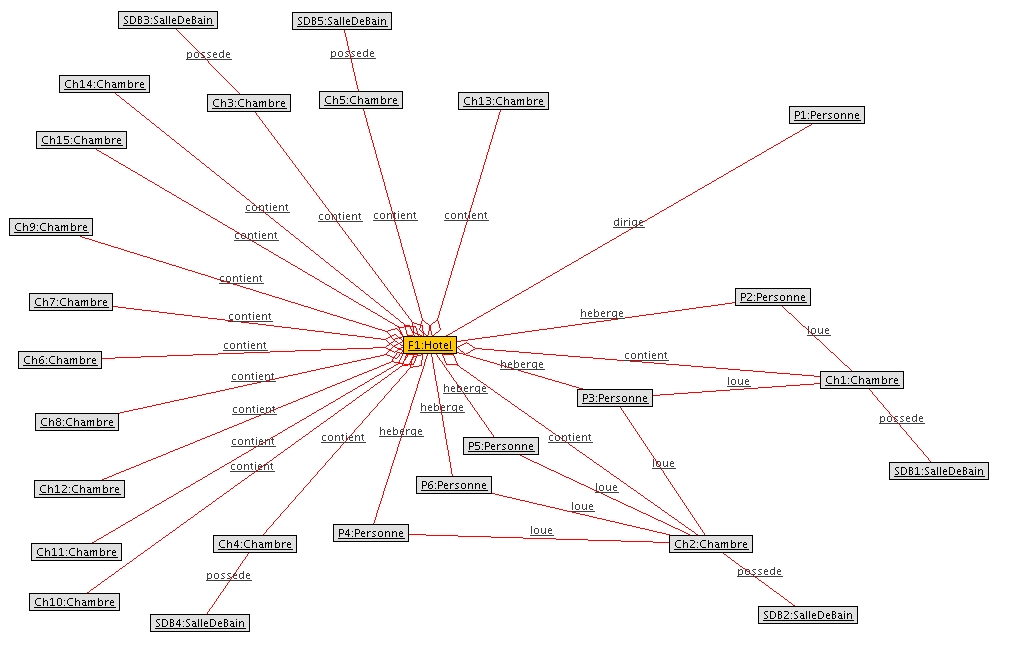 SDB3:SalleDeBain
SDB5:SalleDeBain
possede
possede
Ch14:Chambre
Ch3:Chambre
Ch5:Chambre
Ch13:Chambre
P1:Personne
Ch15:Chambre
contient
contient
contient
contient
dirige
Ch9:Chambre
contient
contient
P2:Personne
Ch7:Chambre
contient
heberge
loue
contient
F1:Hotel
contient
Ch6:Chambre
heberge
contient
loue
Ch1:Chambre
heberge
P3:Personne
contient
heberge
possede
Ch8:Chambre
heberge
contient
contient
contient
P5:Personne
contient
loue
SDB1:SalleDeBain
Ch12:Chambre
P6:Personne
loue
loue
P4:Personne
loue
Ch11:Chambre
Ch4:Chambre
Ch2:Chambre
possede
possede
Ch10:Chambre
SDB4:SalleDeBain
SDB2:SalleDeBain